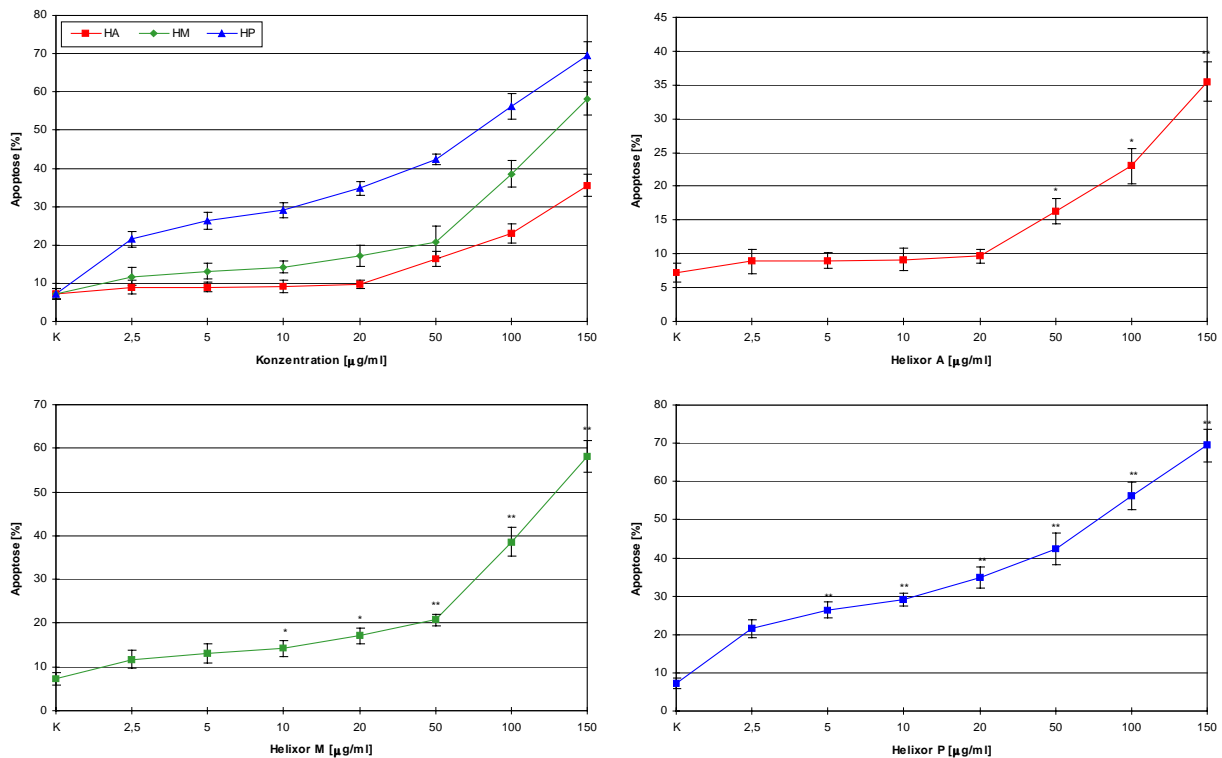 HA HM HP
Apoptose [%]
80
70
60
50
40
30
20
10
0
K 2,5 5 10 20 50 100 150
Konzentration [µg/ml]
Apoptose [%]
45
40
35
30
25
20
15
10
5
0
* * **
K 2,5 5 10 20 50 100 150
Helixor A [µg/ml]
Apoptose [%]
70
60
50
40
30
20
10
0
* * ** ** **
K 2,5 5 10 20 50 100 150
Helixor M [µg/ml]
Apoptose [%]
80
70
60
50
40
30
20
10
0
** ** ** ** ** **
K 2,5 5 10 20 50 100 150
Helixor P [µg/ml]